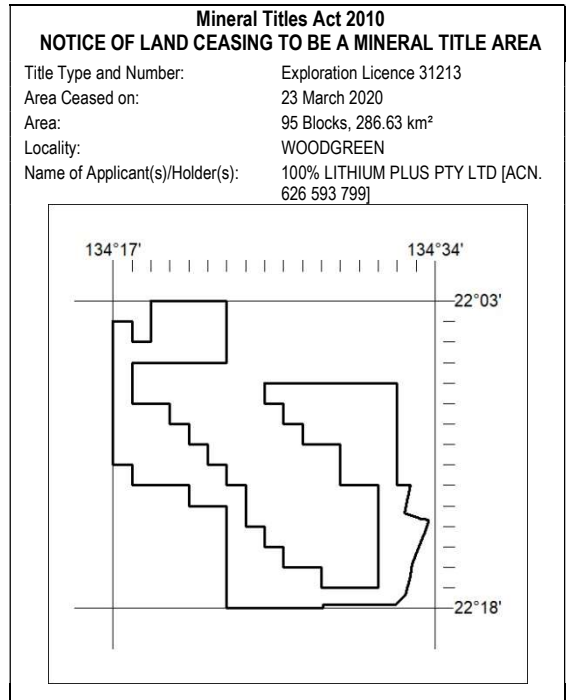 Mineral Titles Act 2010
NOTICE OF LAND CEASING TO BE A MINERAL TITLE AREA
Title Type and Number: Exploration Licence 31213
Area Ceased on: 23 March 2020
Area: 95 Blocks, 286.63 km²
Locality: WOODGREEN
Name of Applicant(s)/Holder(s): 100% LITHIUM PLUS PTY LTD [ACN.
626 593 799]
134°17' 134°34'
22°03'
22°18'